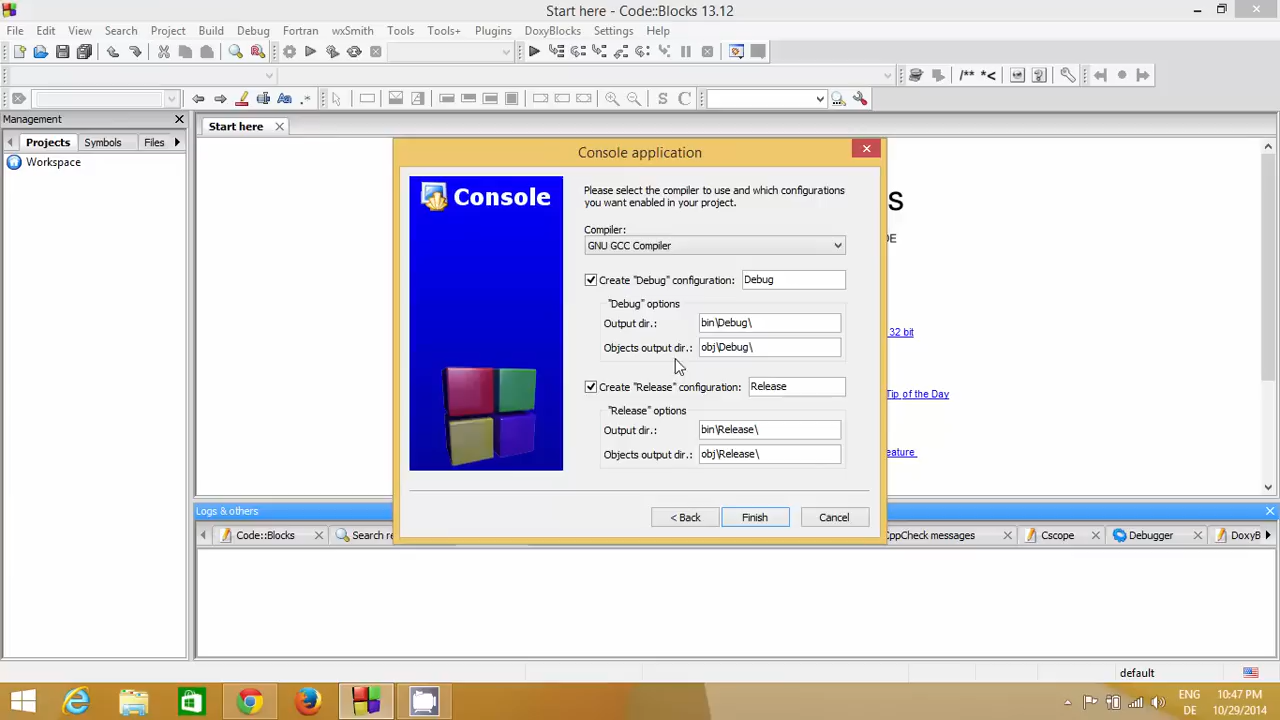 Start here - Code::Blocks 13.12
File Edit View Search Project Build Debug Fortran wxSmith Tools Tools+ Plugins DoxyBlocks Settings Help
/** *<
Aa .*
S C
Management
Projects Symbols Files
Workspace
Start here
S
DE
32 bit
Tip of the Day
eature
Console application
Console
Please select the compiler to use and which configurations
you want enabled in your project.
Compiler:
GNU GCC Compiler
Create "Debug" configuration: Debug
"Debug" options
Output dir.: bin\Debug\
Objects output dir.: obj\Debug\
Create "Release" configuration: Release
"Release" options
Output dir.: bin\Release\
Objects output dir.: obj\Release\
< Back Finish Cancel
Logs & others
Code::Blocks Search re CppCheck messages Cscope Debugger DoxyB
default
ENG 10:47 PM
DE 10/29/2014